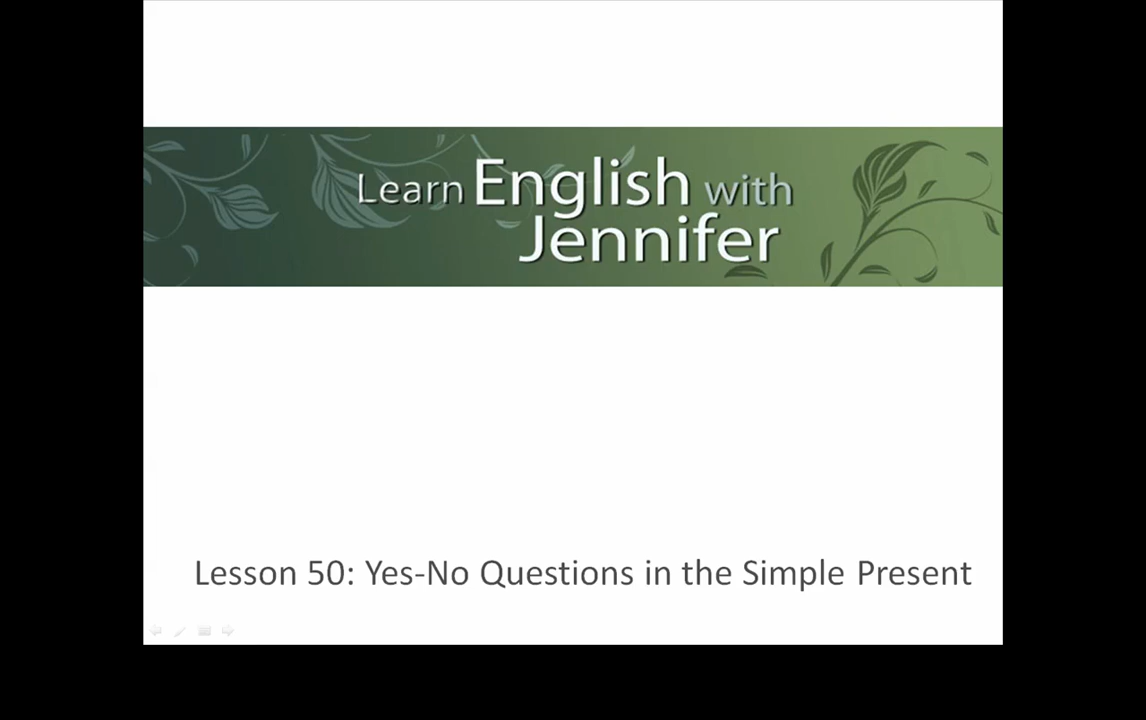 Learn English with
Jennifer
Lesson 50: Yes-No Questions in the Simple Present